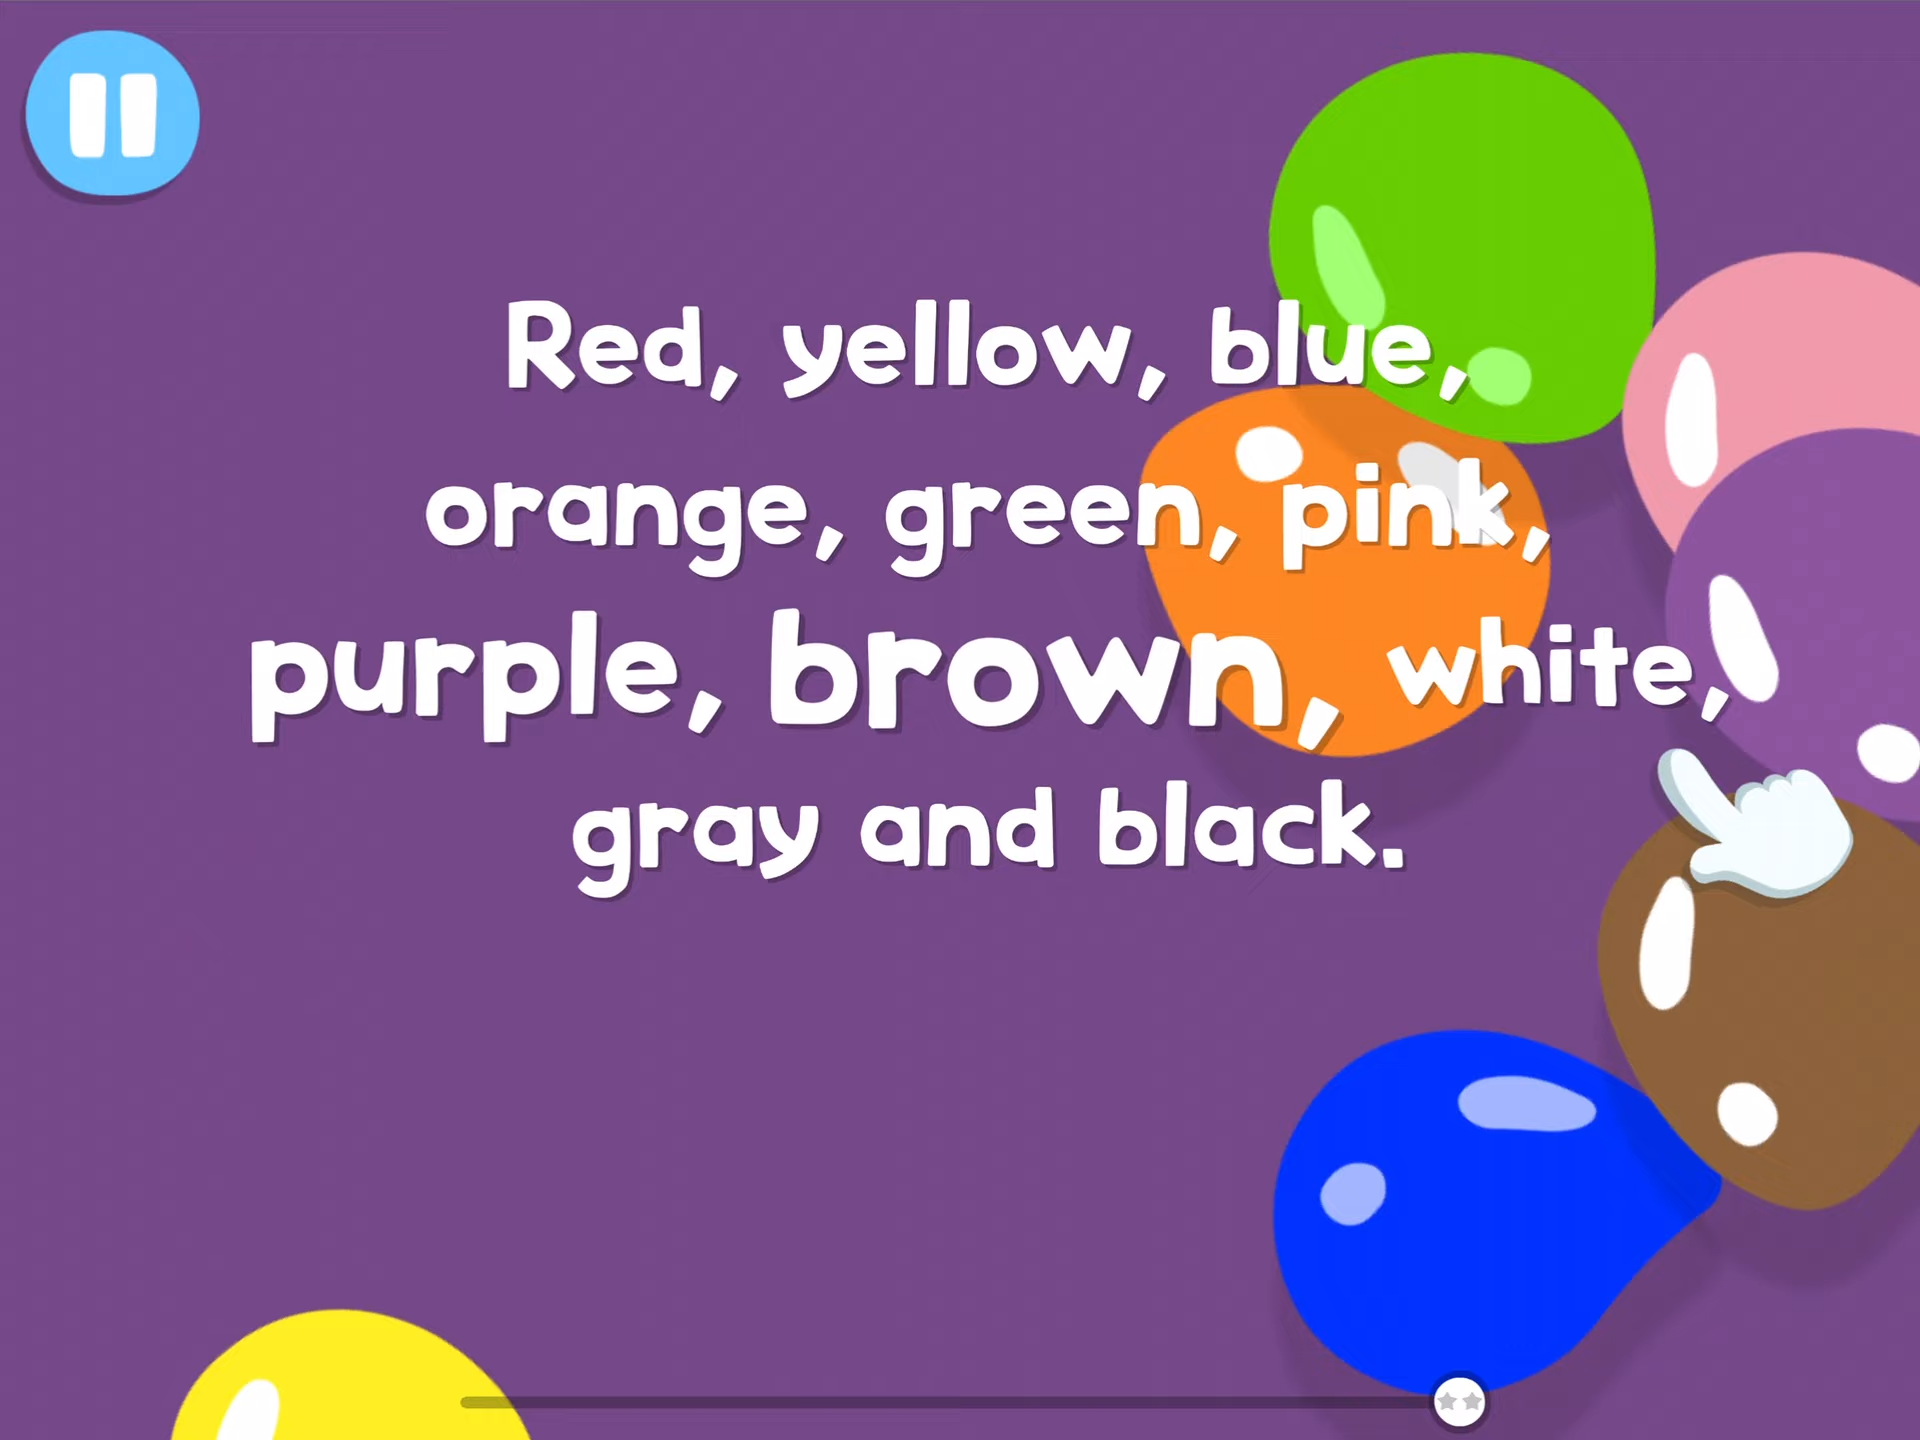 Red, yellow, blue,
orange, green, pink,
purple, brown, white,
gray and black.